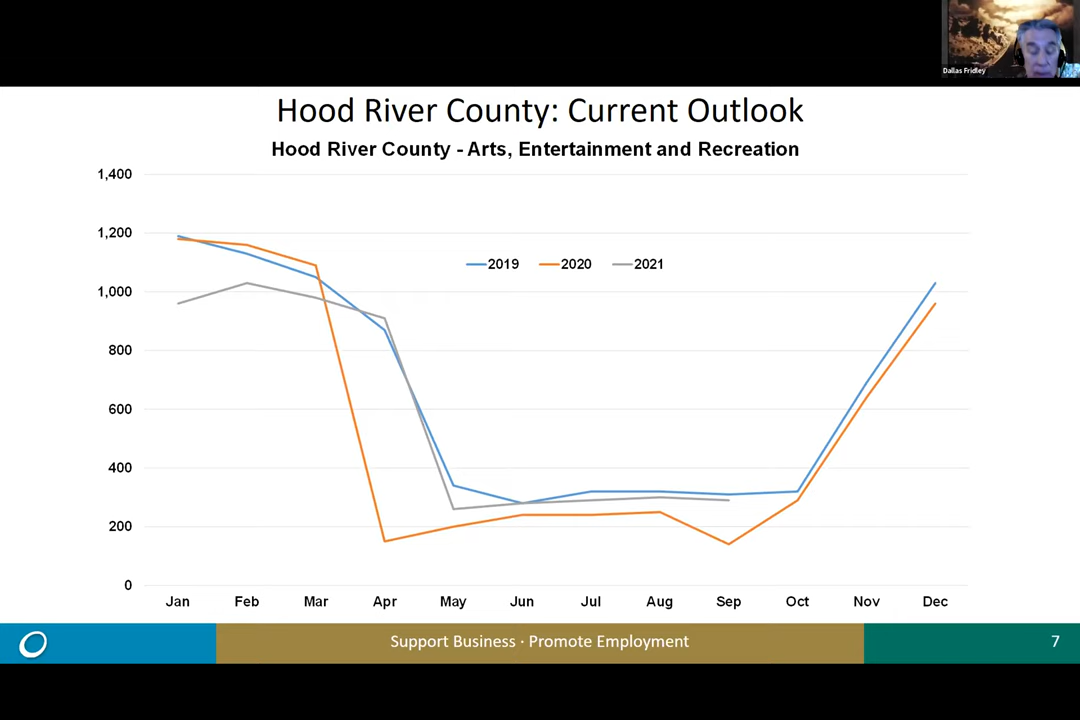 Dallas Fridley
Hood River County: Current Outlook
Hood River County - Arts, Entertainment and Recreation
1,400
1,200
2019 2020 2021
1,000
800
600
400
200
0
Jan Feb Mar Apr May Jun Jul Aug Sep Oct Nov Dec
Support Business · Promote Employment
7